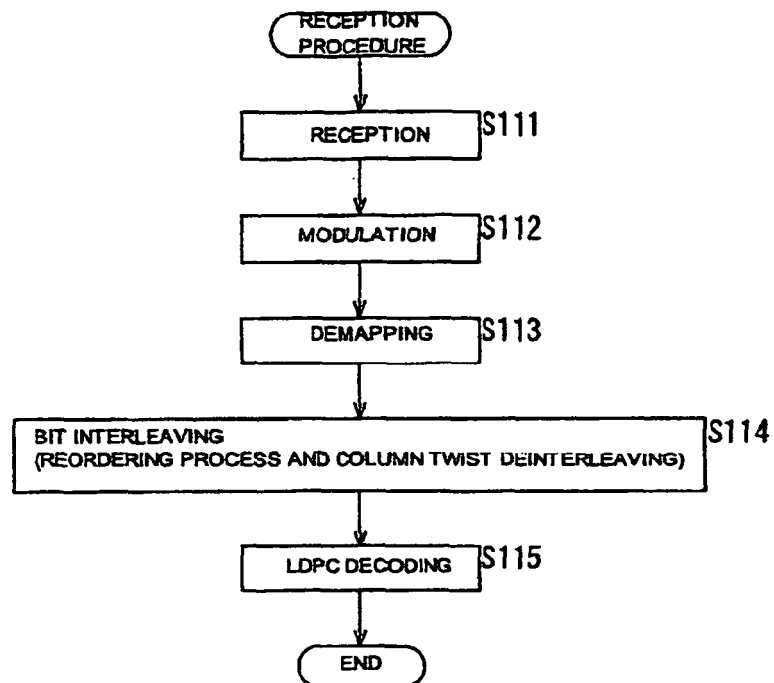 RECEPTION
PROCEDURE
RECEPTION
S111
MODULATION
S112
DEMAPPING
S113
BIT INTERLEAVING
(REORDERING PROCESS AND COLUMN TWIST DEINTERLEAVING)
S114
LDPC DECODING
S115
END